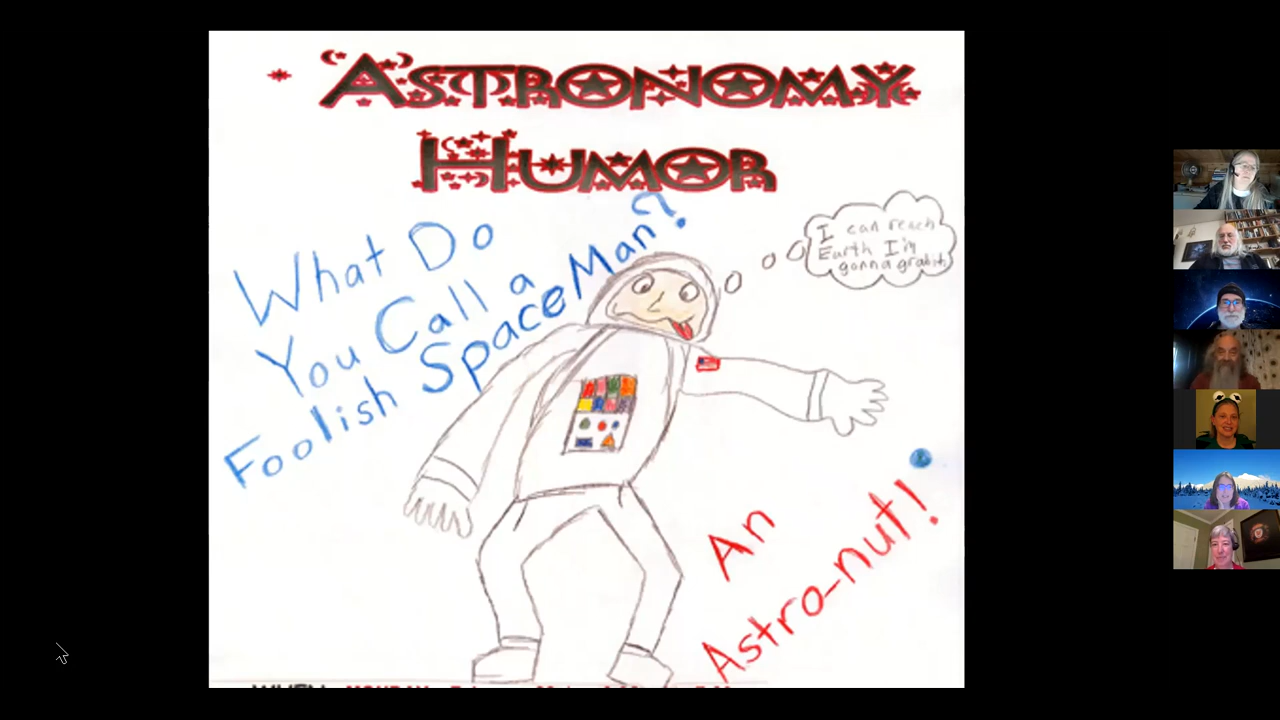 ASTRONOMY
HUMOR
What Do
You Call a
Foolish SpaceMan?
I can reach
Earth I'm
gonna grab it
An
Astro-nut!